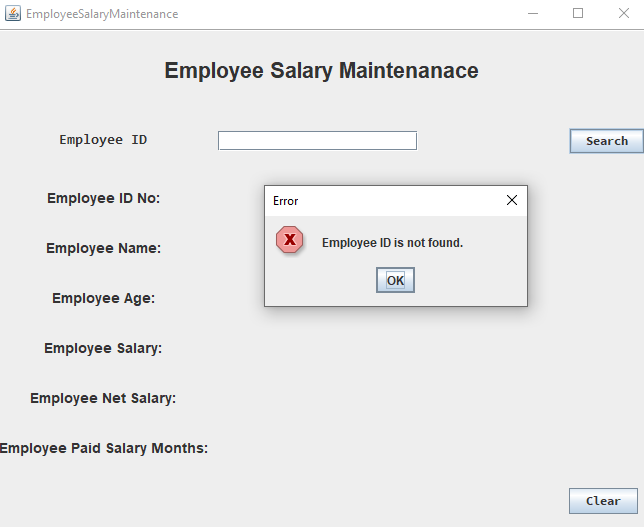 EmployeeSalaryMaintenance
Employee Salary Maintenanace
Employee ID
Search
Employee ID No:
Error
Employee ID is not found.
OK
Employee Name:
Employee Age:
Employee Salary:
Employee Net Salary:
Employee Paid Salary Months:
Clear